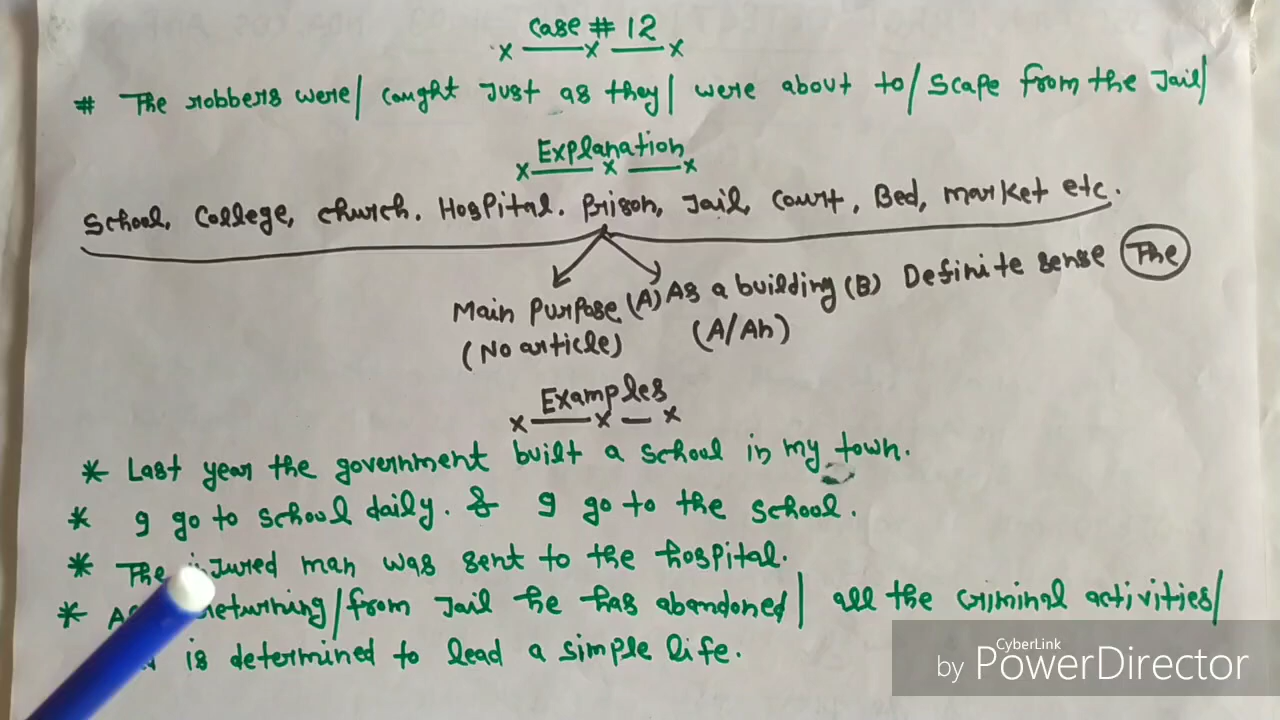 Case # 12
# The robbers were/ caught Just as they/ were about to/ Scape from the Jail/
Explanation
School, College, church. Hospital. Prison, Jail, Court, Bed, market etc.
Main Purpose (A) As a building (B) Definite sense The
(No article) (A/An)
Examples
* Last year the government built a school in my town.
* I go to school daily. & I go to the school.
* The injured man was sent to the hospital.
* returning/from Jail he has abandoned/ all the criminal activities/
is determined to lead a simple life.
CyberLink
by PowerDirector